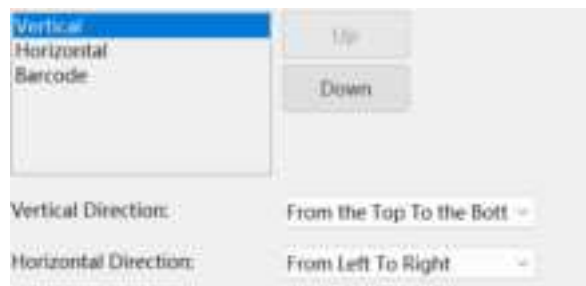 Vertical
Up
Horizontal
Barcode
Down
Vertical Direction:
From the Top To the Bott
Horizontal Direction:
From Left To Right